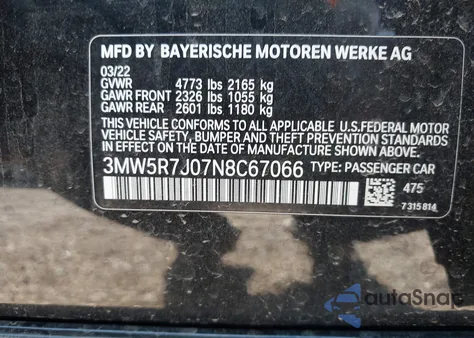 MFD BY BAYERISCHE MOTOREN WERKE AG
03/22
GVWR 4773 lbs 2165 kg
GAWR FRONT 2326 lbs 1055 kg
GAWR REAR 2601 lbs 1180 kg
THIS VEHICLE CONFORMS TO ALL APPLICABLE U.S. FEDERAL MOTOR
VEHICLE SAFETY, BUMPER AND THEFT PREVENTION STANDARDS
IN EFFECT ON THE DATE OF MANUFACTURE SHOWN ABOVE.
3MW5R7J07N8C67066 TYPE: PASSENGER CAR
475
7 315 814
autoSnap